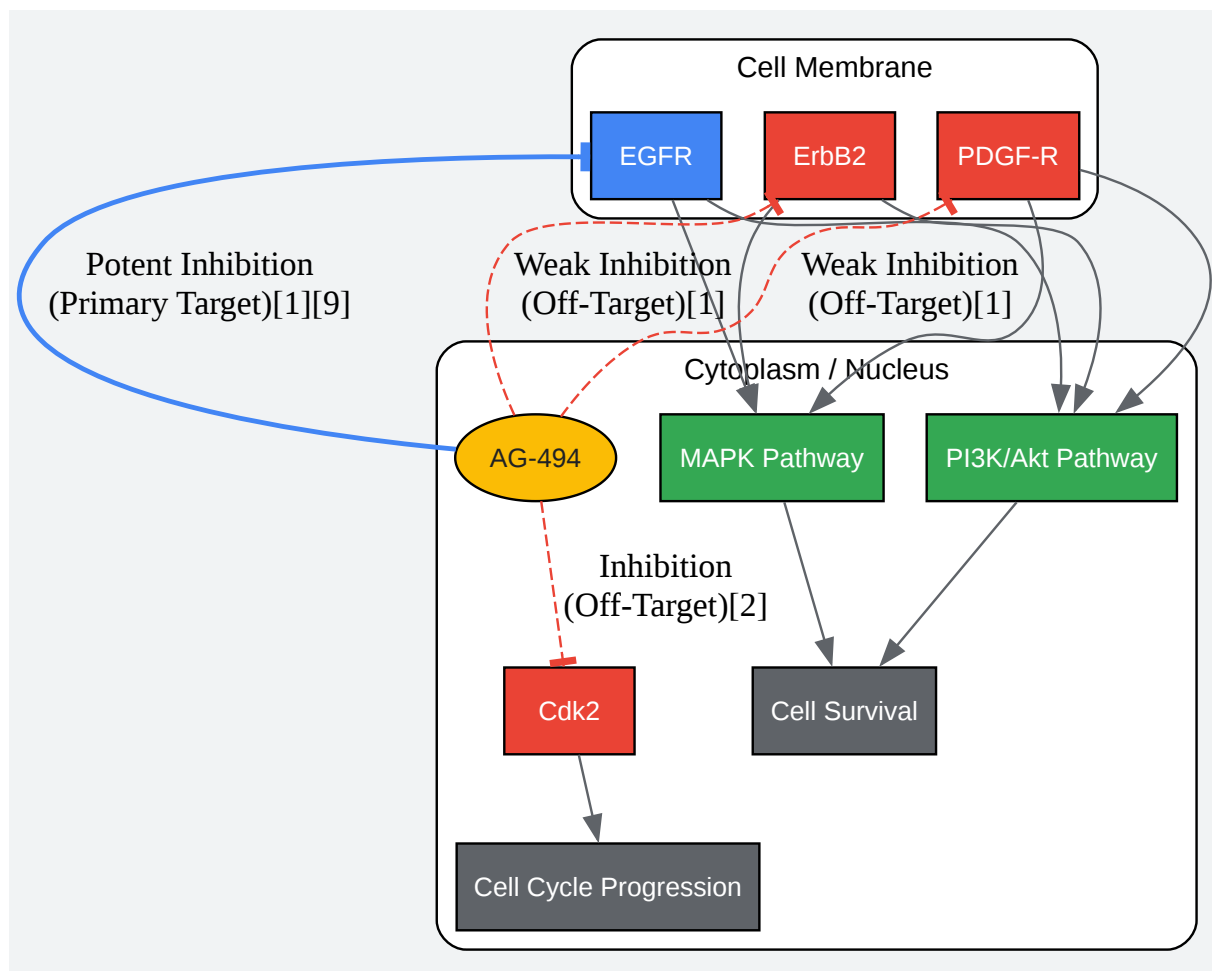 Cell Membrane
EGFR
ErbB2
PDGF-R
Potent Inhibition
(Primary Target)[1][9]
Weak Inhibition
(Off-Target)[1]
Weak Inhibition
(Off-Target)[1]
Cytoplasm / Nucleus
AG-494
MAPK Pathway
PI3K/Akt Pathway
Inhibition
(Off-Target)[2]
Cdk2
Cell Survival
Cell Cycle Progression